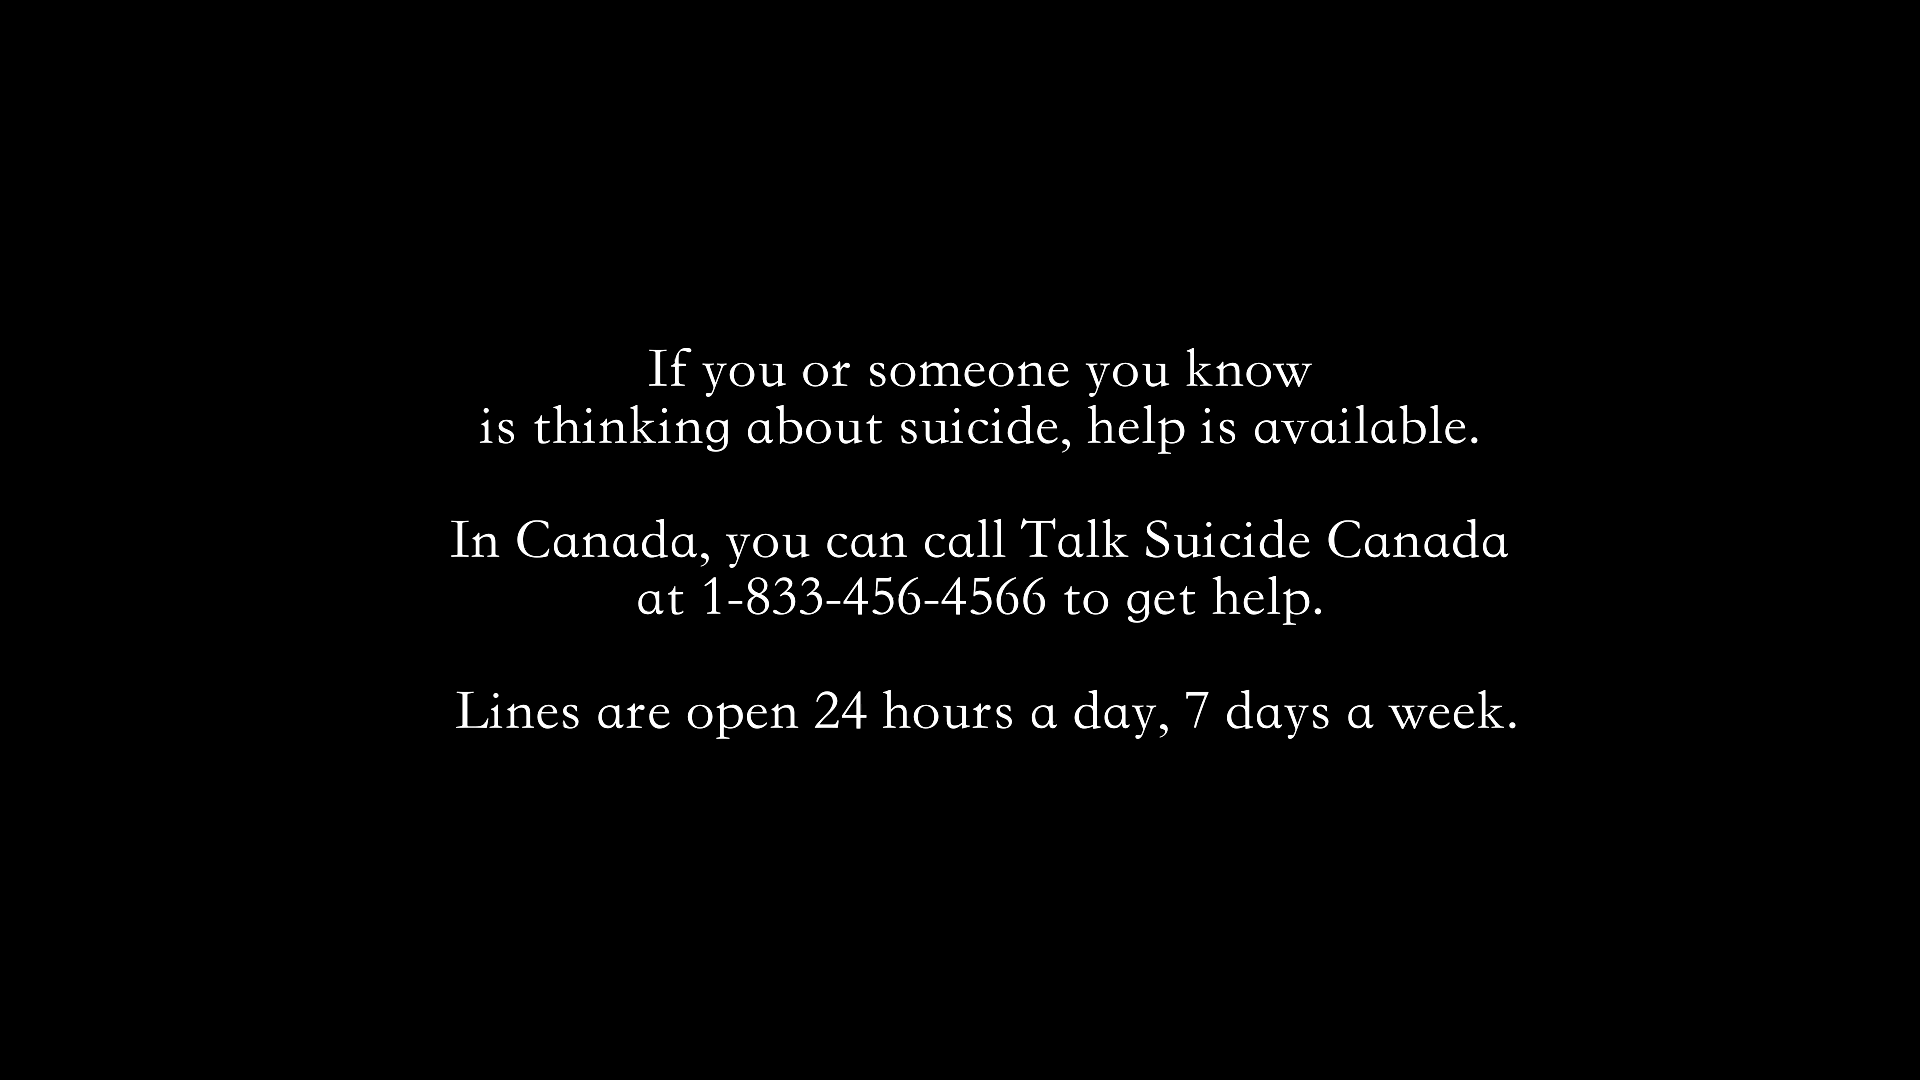 If you or someone you know
is thinking about suicide, help is available.
In Canada, you can call Talk Suicide Canada
at 1-833-456-4566 to get help.
Lines are open 24 hours a day, 7 days a week.